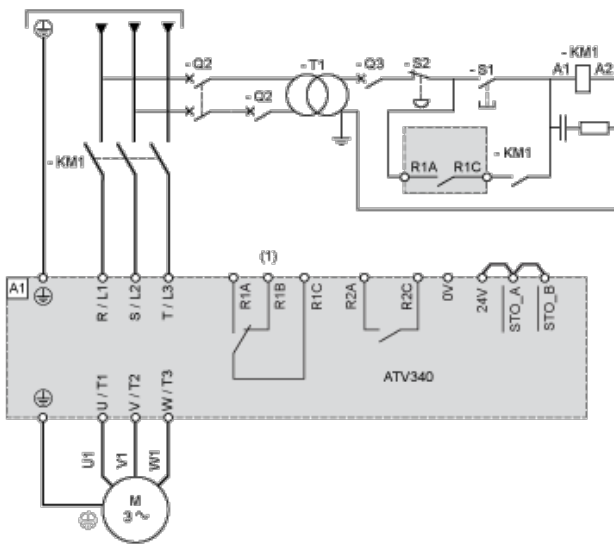 - Q2
- T1
- Q3
- S2
- S1
- KM1
A1
A2
- Q2
- KM1
R1A
R1C
- KM1
(1)
A1
R / L1
S / L2
T / L3
R1A
R1B
R1C
R2A
R2C
0V
24V
STO_A
STO_B
ATV340
U / T1
V / T2
W / T3
U1
V1
W1
M
3 ~